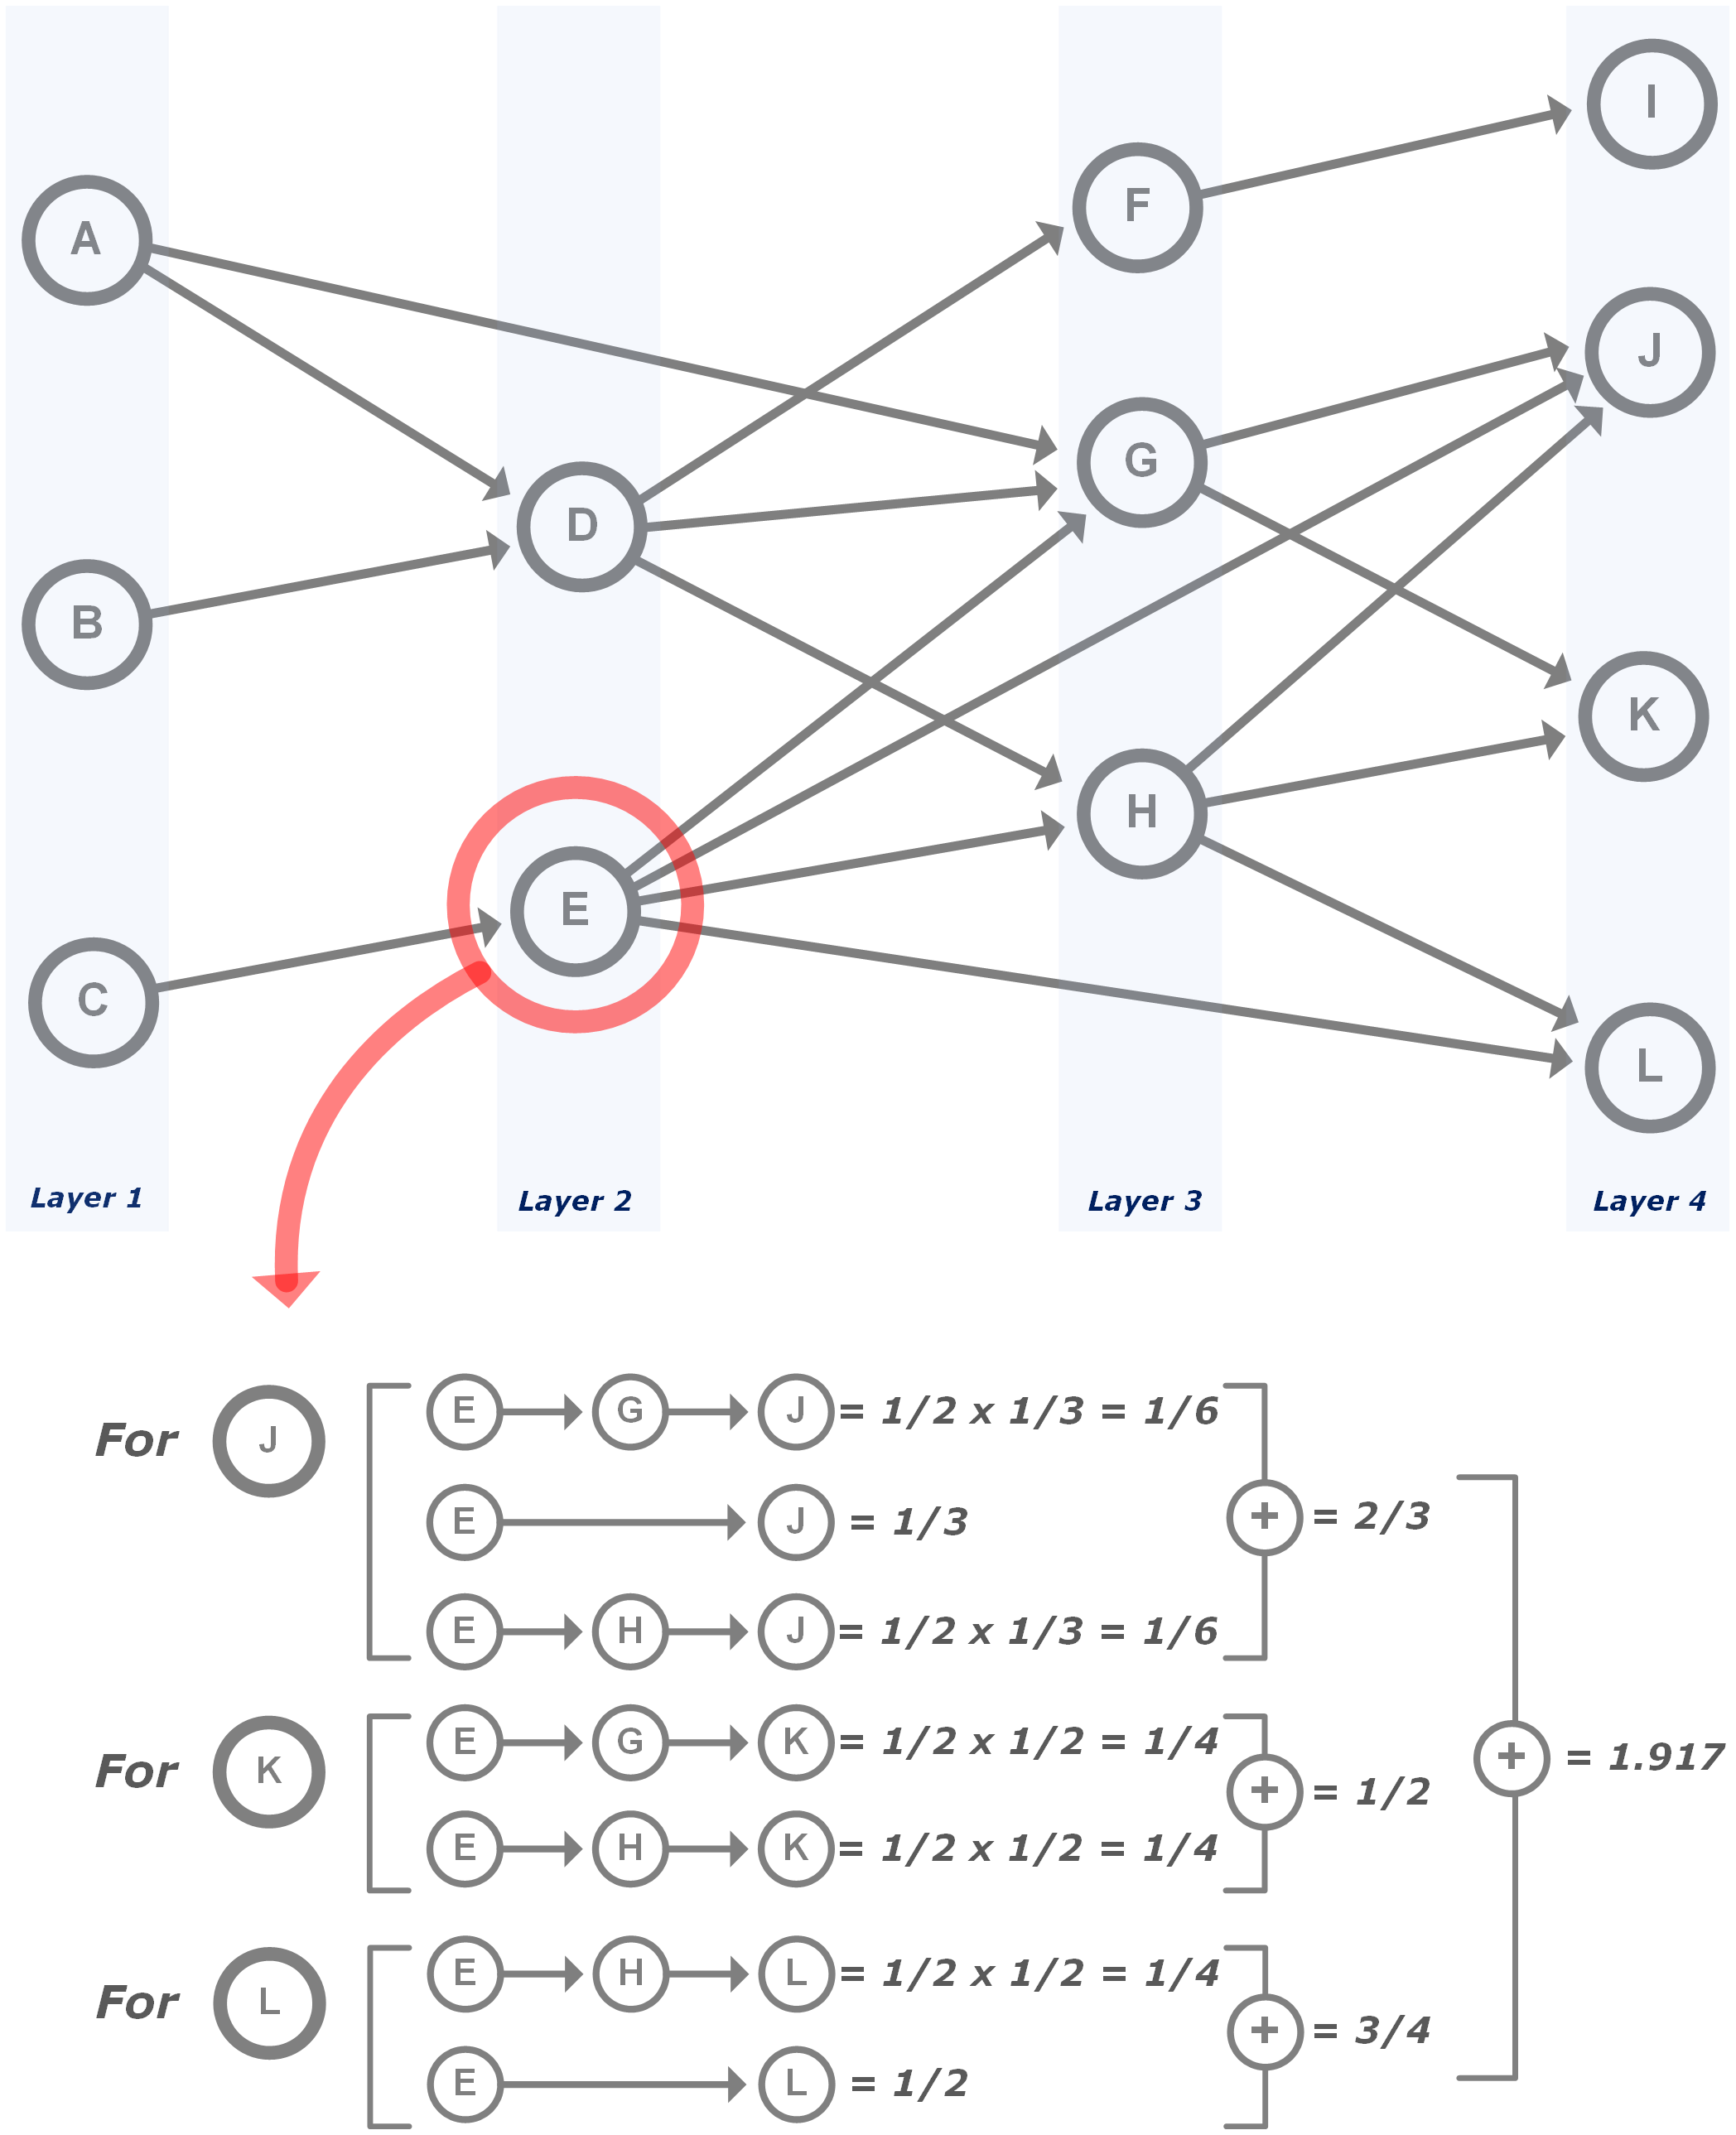 I
F
A
J
G
D
B
K
H
E
C
L
Layer 1
Layer 2
Layer 3
Layer 4
For J
E G J = 1/2 x 1/3 = 1/6
E J = 1/3
E H J = 1/2 x 1/3 = 1/6
+ = 2/3
For K
E G K = 1/2 x 1/2 = 1/4
E H K = 1/2 x 1/2 = 1/4
+ = 1/2
For L
E H L = 1/2 x 1/2 = 1/4
E L = 1/2
+ = 3/4
+ = 1.917